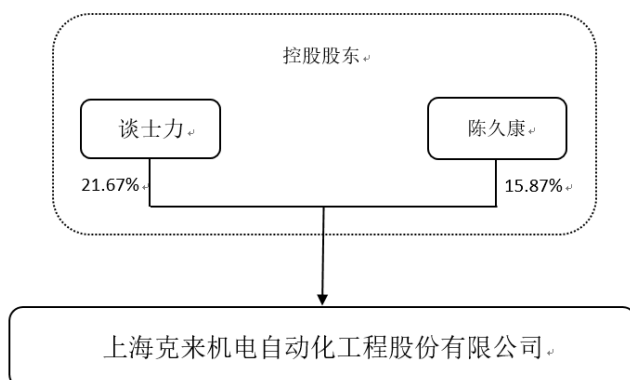 控股股东
谈士力
陈久康
21.67%
15.87%
上海克来机电自动化工程股份有限公司